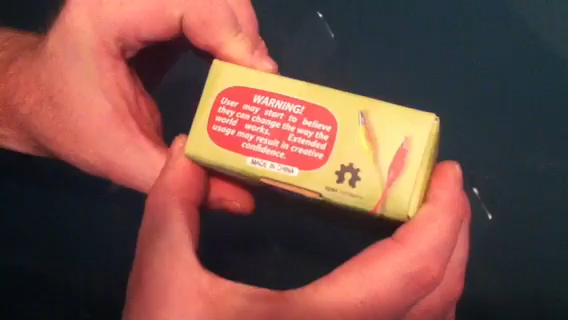 WARNING!
User may start to believe
they can change the way the
world works. Extended
usage may result in creative
confidence.
MADE IN CHINA
open